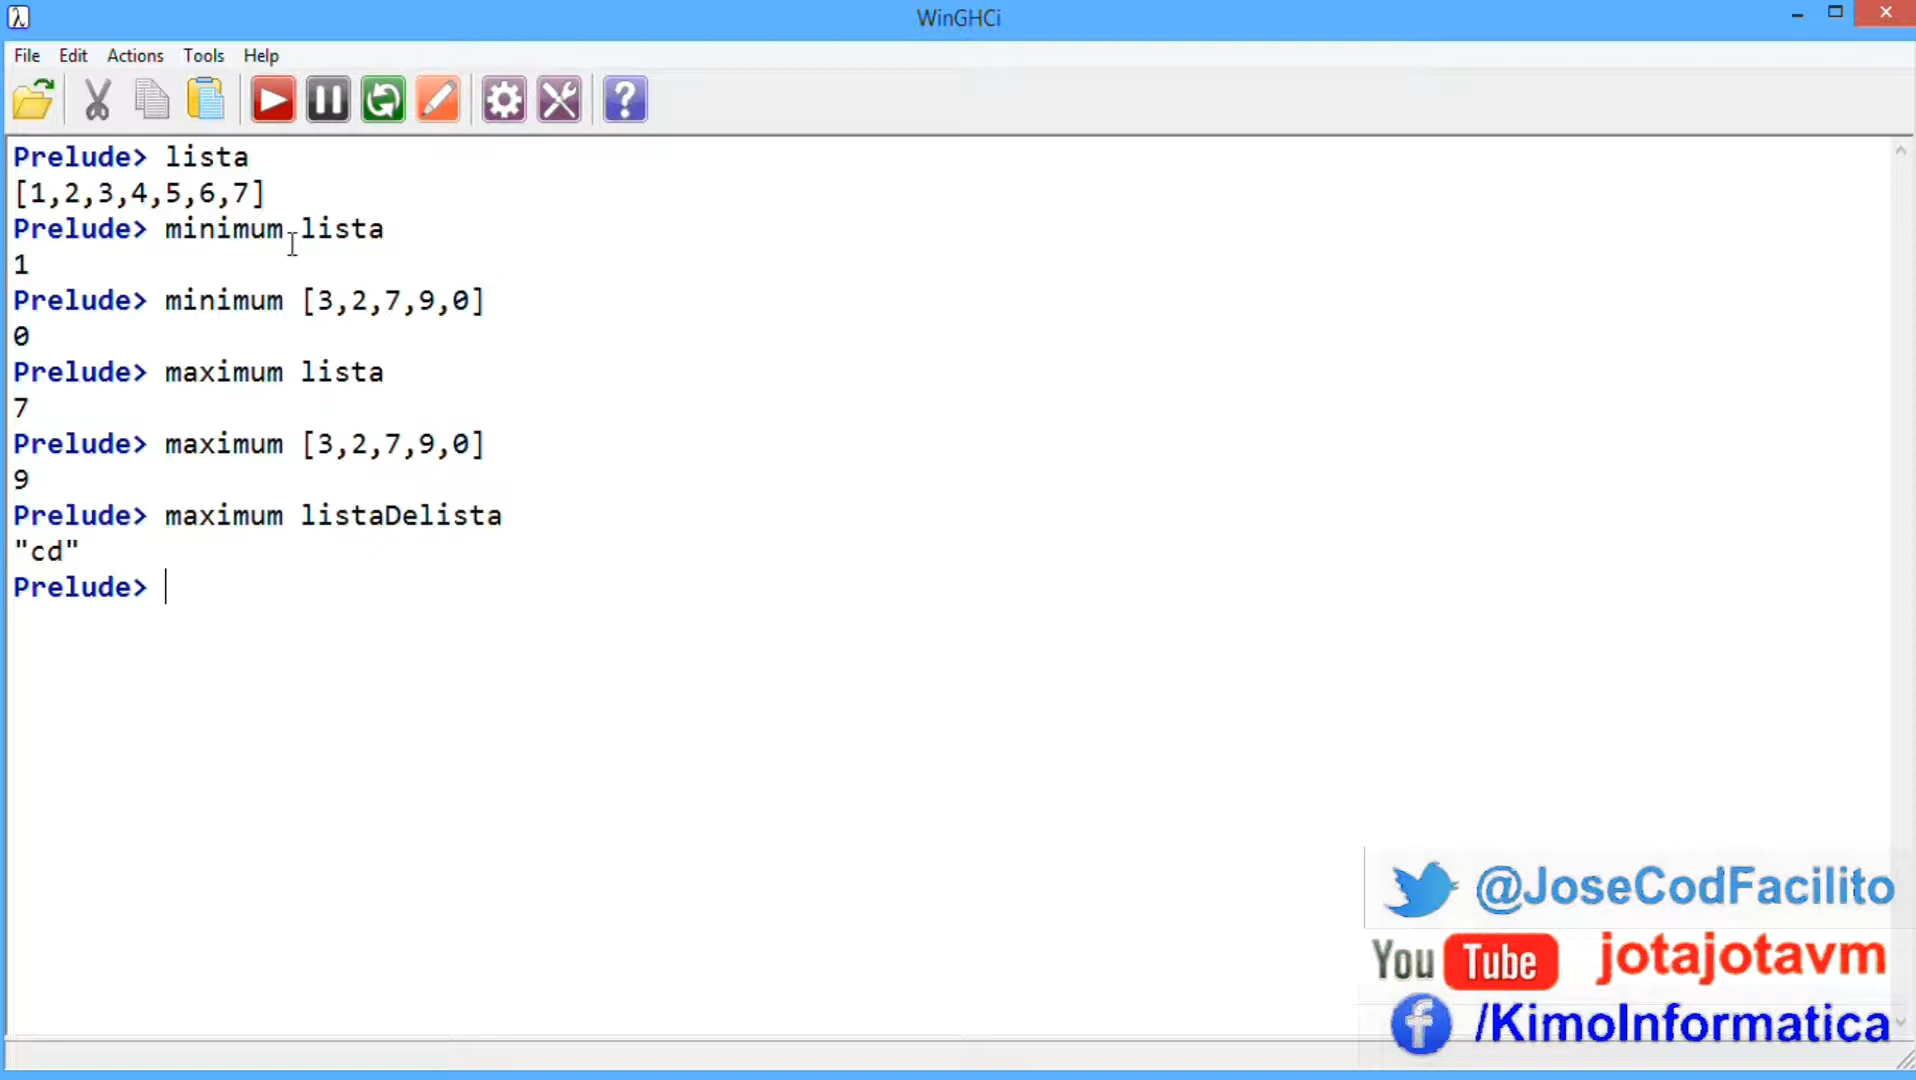 WinGHCi
File Edit Actions Tools Help
Prelude> lista
[1,2,3,4,5,6,7]
Prelude> minimum lista
1
Prelude> minimum [3,2,7,9,0]
0
Prelude> maximum lista
7
Prelude> maximum [3,2,7,9,0]
9
Prelude> maximum listaDelista
"cd"
Prelude>
@JoseCodFacilito
You Tube jotajotavm
f /KimoInformatica